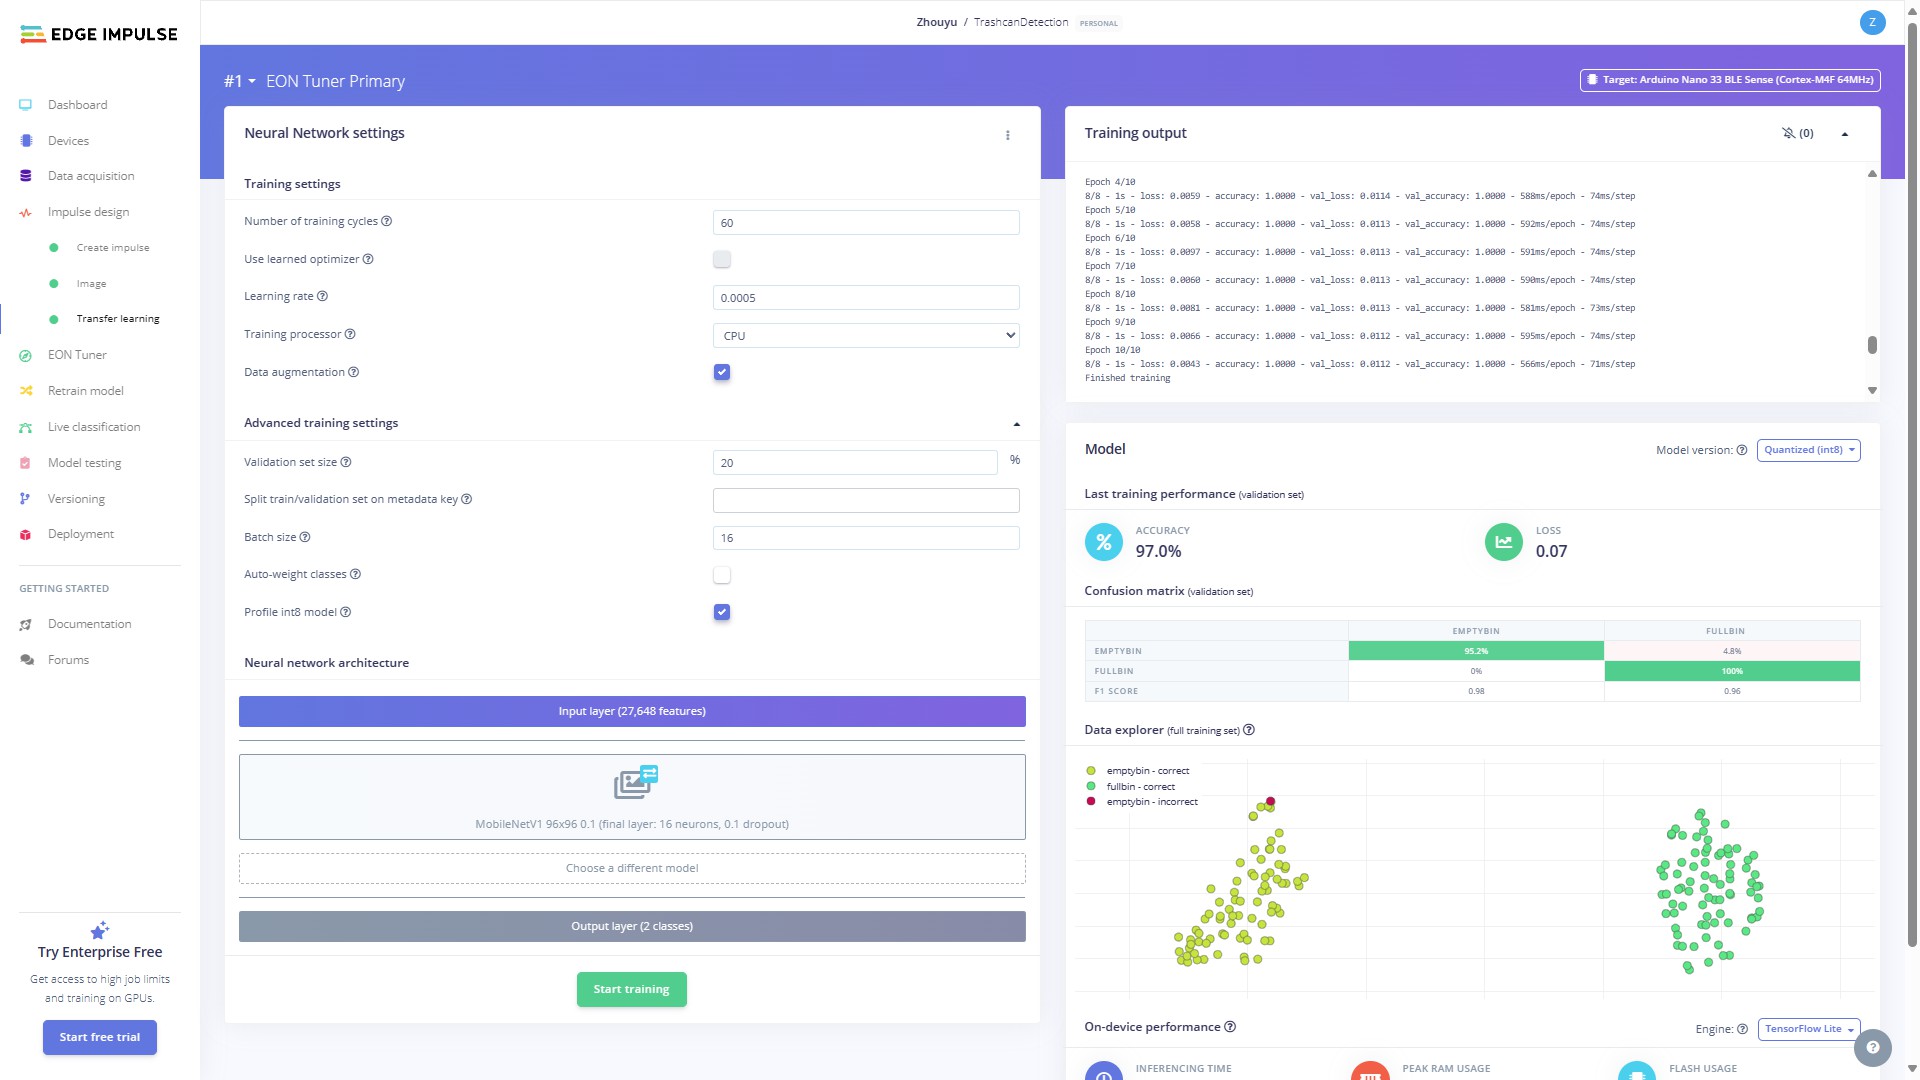 EDGE IMPULSE
Zhouyu / TrashcanDetection PERSONAL
Z
Dashboard
Devices
Data acquisition
Impulse design
Create impulse
Image
Transfer learning
EON Tuner
Retrain model
Live classification
Model testing
Versioning
Deployment
GETTING STARTED
Documentation
Forums
Try Enterprise Free
Get access to high job limits
and training on GPUs.
Start free trial
#1 EON Tuner Primary
Target: Arduino Nano 33 BLE Sense (Cortex-M4F 64MHz)
Neural Network settings
Training settings
Number of training cycles ?
60
Use learned optimizer ?
Learning rate ?
0.0005
Training processor ?
CPU
Data augmentation ?
Advanced training settings
Validation set size ?
20
%
Split train/validation set on metadata key ?
Batch size ?
16
Auto-weight classes ?
Profile int8 model ?
Neural network architecture
Input layer (27,648 features)
MobileNetV1 96x96 0.1 (final layer: 16 neurons, 0.1 dropout)
Choose a different model
Output layer (2 classes)
Start training
Training output
(0)
Epoch 4/10
8/8 - 1s - loss: 0.0059 - accuracy: 1.0000 - val_loss: 0.0114 - val_accuracy: 1.0000 - 588ms/epoch - 74ms/step
Epoch 5/10
8/8 - 1s - loss: 0.0058 - accuracy: 1.0000 - val_loss: 0.0113 - val_accuracy: 1.0000 - 592ms/epoch - 74ms/step
Epoch 6/10
8/8 - 1s - loss: 0.0097 - accuracy: 1.0000 - val_loss: 0.0113 - val_accuracy: 1.0000 - 591ms/epoch - 74ms/step
Epoch 7/10
8/8 - 1s - loss: 0.0060 - accuracy: 1.0000 - val_loss: 0.0113 - val_accuracy: 1.0000 - 590ms/epoch - 74ms/step
Epoch 8/10
8/8 - 1s - loss: 0.0081 - accuracy: 1.0000 - val_loss: 0.0113 - val_accuracy: 1.0000 - 581ms/epoch - 73ms/step
Epoch 9/10
8/8 - 1s - loss: 0.0066 - accuracy: 1.0000 - val_loss: 0.0112 - val_accuracy: 1.0000 - 595ms/epoch - 74ms/step
Epoch 10/10
8/8 - 1s - loss: 0.0043 - accuracy: 1.0000 - val_loss: 0.0112 - val_accuracy: 1.0000 - 566ms/epoch - 71ms/step
Finished training
Model
Model version: ? Quantized (int8)
Last training performance (validation set)
%
ACCURACY
97.0%
LOSS
0.07
Confusion matrix (validation set)
EMPTYBIN FULLBIN
EMPTYBIN 95.2% 4.8%
FULLBIN 0% 100%
F1 SCORE 0.98 0.96
Data explorer (full training set) ?
emptybin - correct
fullbin - correct
emptybin - incorrect
On-device performance ?
Engine: ? TensorFlow Lite
?
INFERENCING TIME
PEAK RAM USAGE
FLASH USAGE